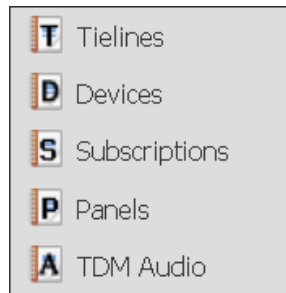 T Tielines
D Devices
S Subscriptions
P Panels
A TDM Audio